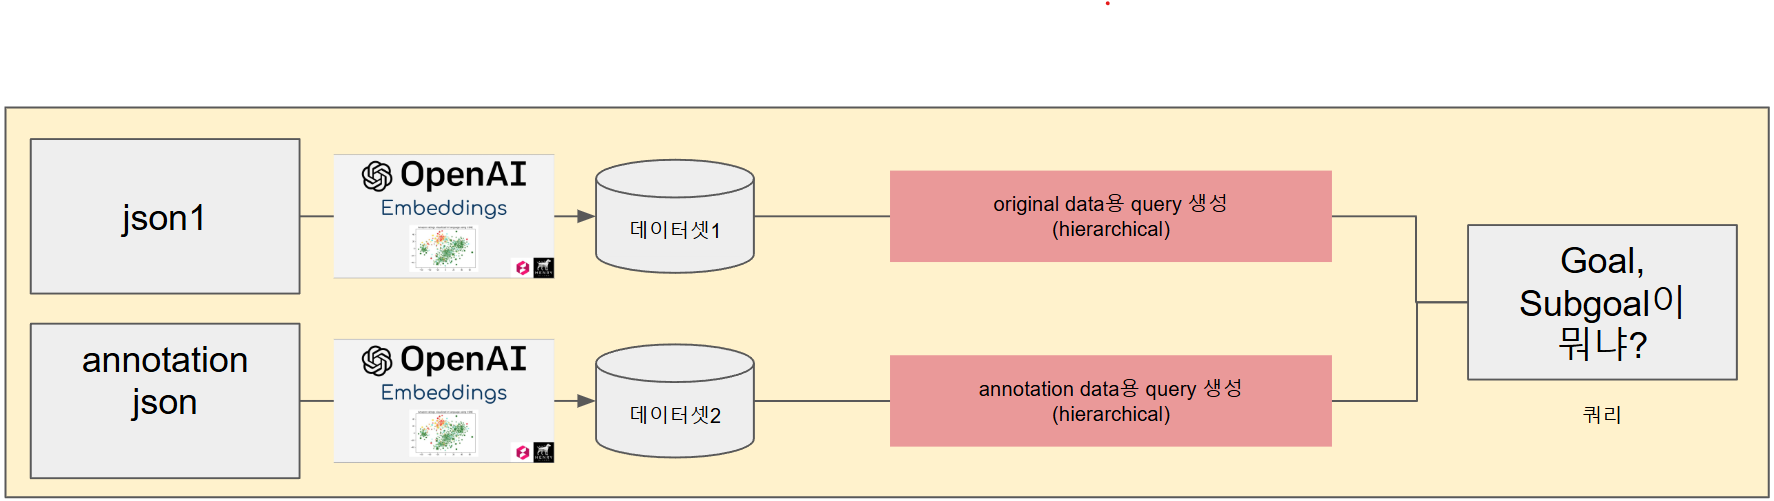 json1
OpenAI
Embeddings
데이터셋1
original data용 query 생성
(hierarchical)
annotation
json
OpenAI
Embeddings
데이터셋2
annotation data용 query 생성
(hierarchical)
Goal,
Subgoal이
뭐냐?
쿼리